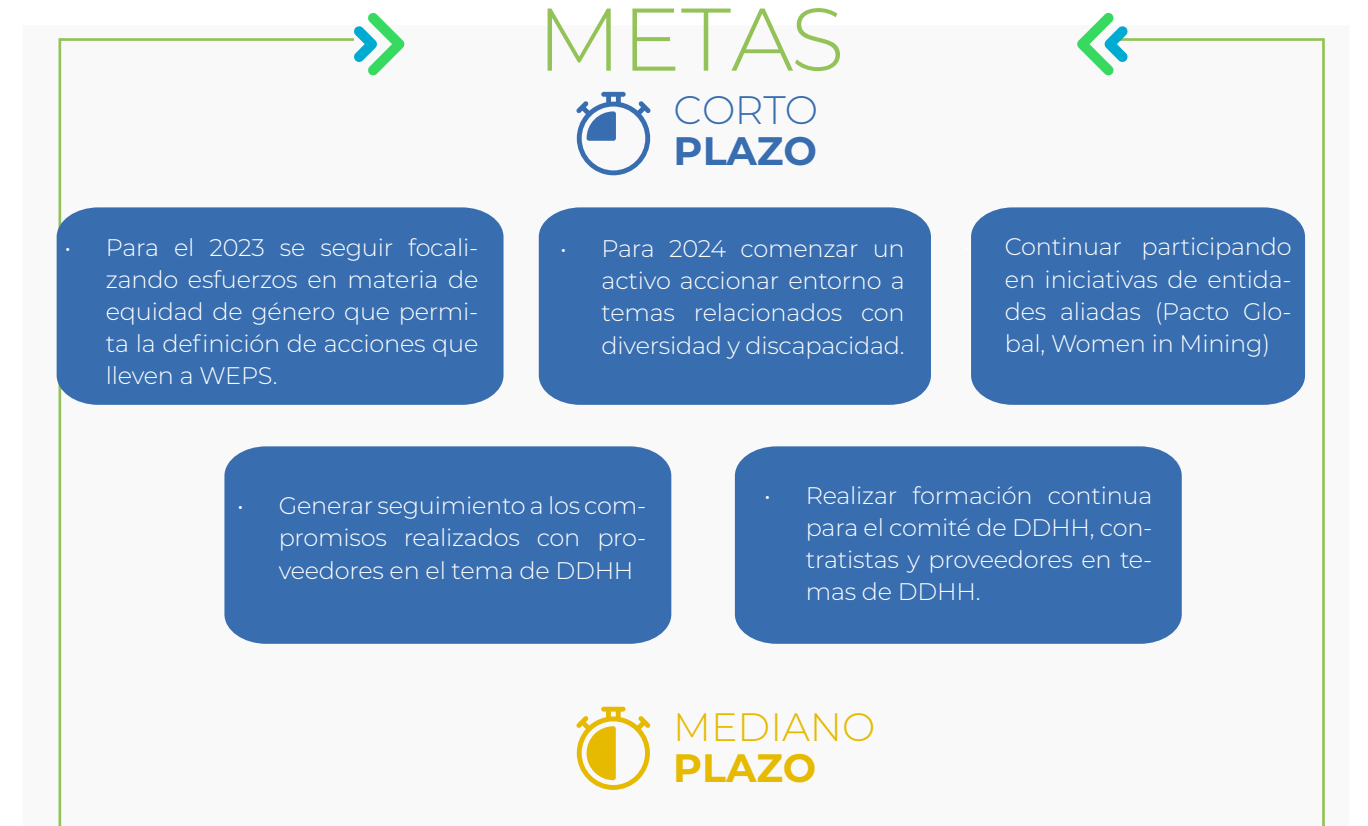 METAS
CORTO
PLAZO
· Para el 2023 se seguir focali-
zando esfuerzos en materia de
equidad de género que permi-
ta la definición de acciones que
lleven a WEPS.
· Para 2024 comenzar un
activo accionar entorno a
temas relacionados con
diversidad y discapacidad.
Continuar participando
en iniciativas de entida-
des aliadas (Pacto Glo-
bal, Women in Mining)
· Generar seguimiento a los com-
promisos realizados con pro-
veedores en el tema de DDHH
· Realizar formación continua
para el comité de DDHH, con-
tratistas y proveedores en te-
mas de DDHH.
MEDIANO
PLAZO